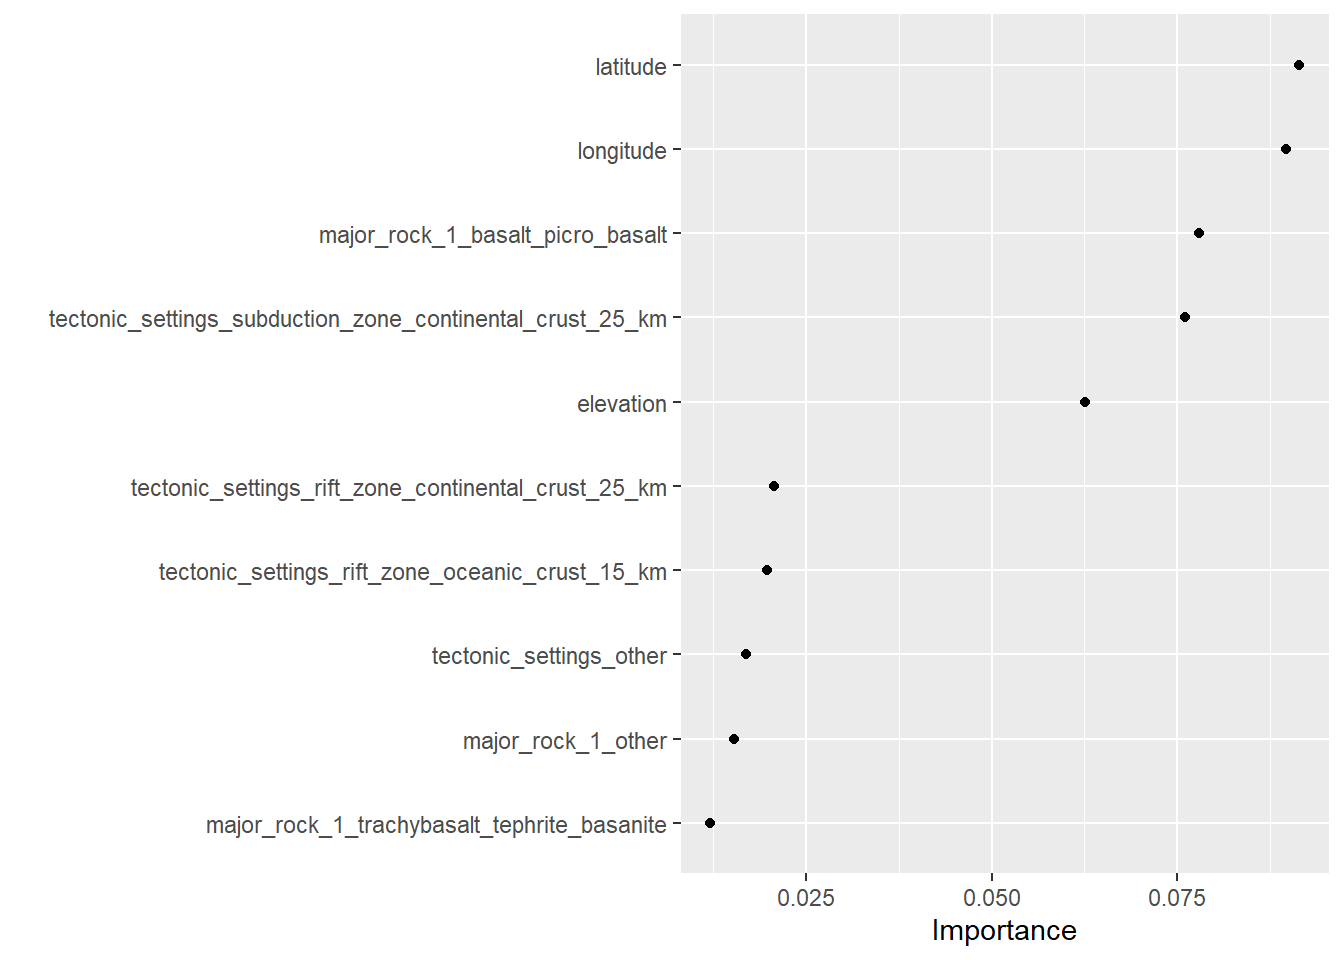 latitude
longitude
major_rock_1_basalt_picro_basalt
tectonic_settings_subduction_zone_continental_crust_25_km
elevation
tectonic_settings_rift_zone_continental_crust_25_km
tectonic_settings_rift_zone_oceanic_crust_15_km
tectonic_settings_other
major_rock_1_other
major_rock_1_trachybasalt_tephrite_basanite
0.025 0.050 0.075
Importance